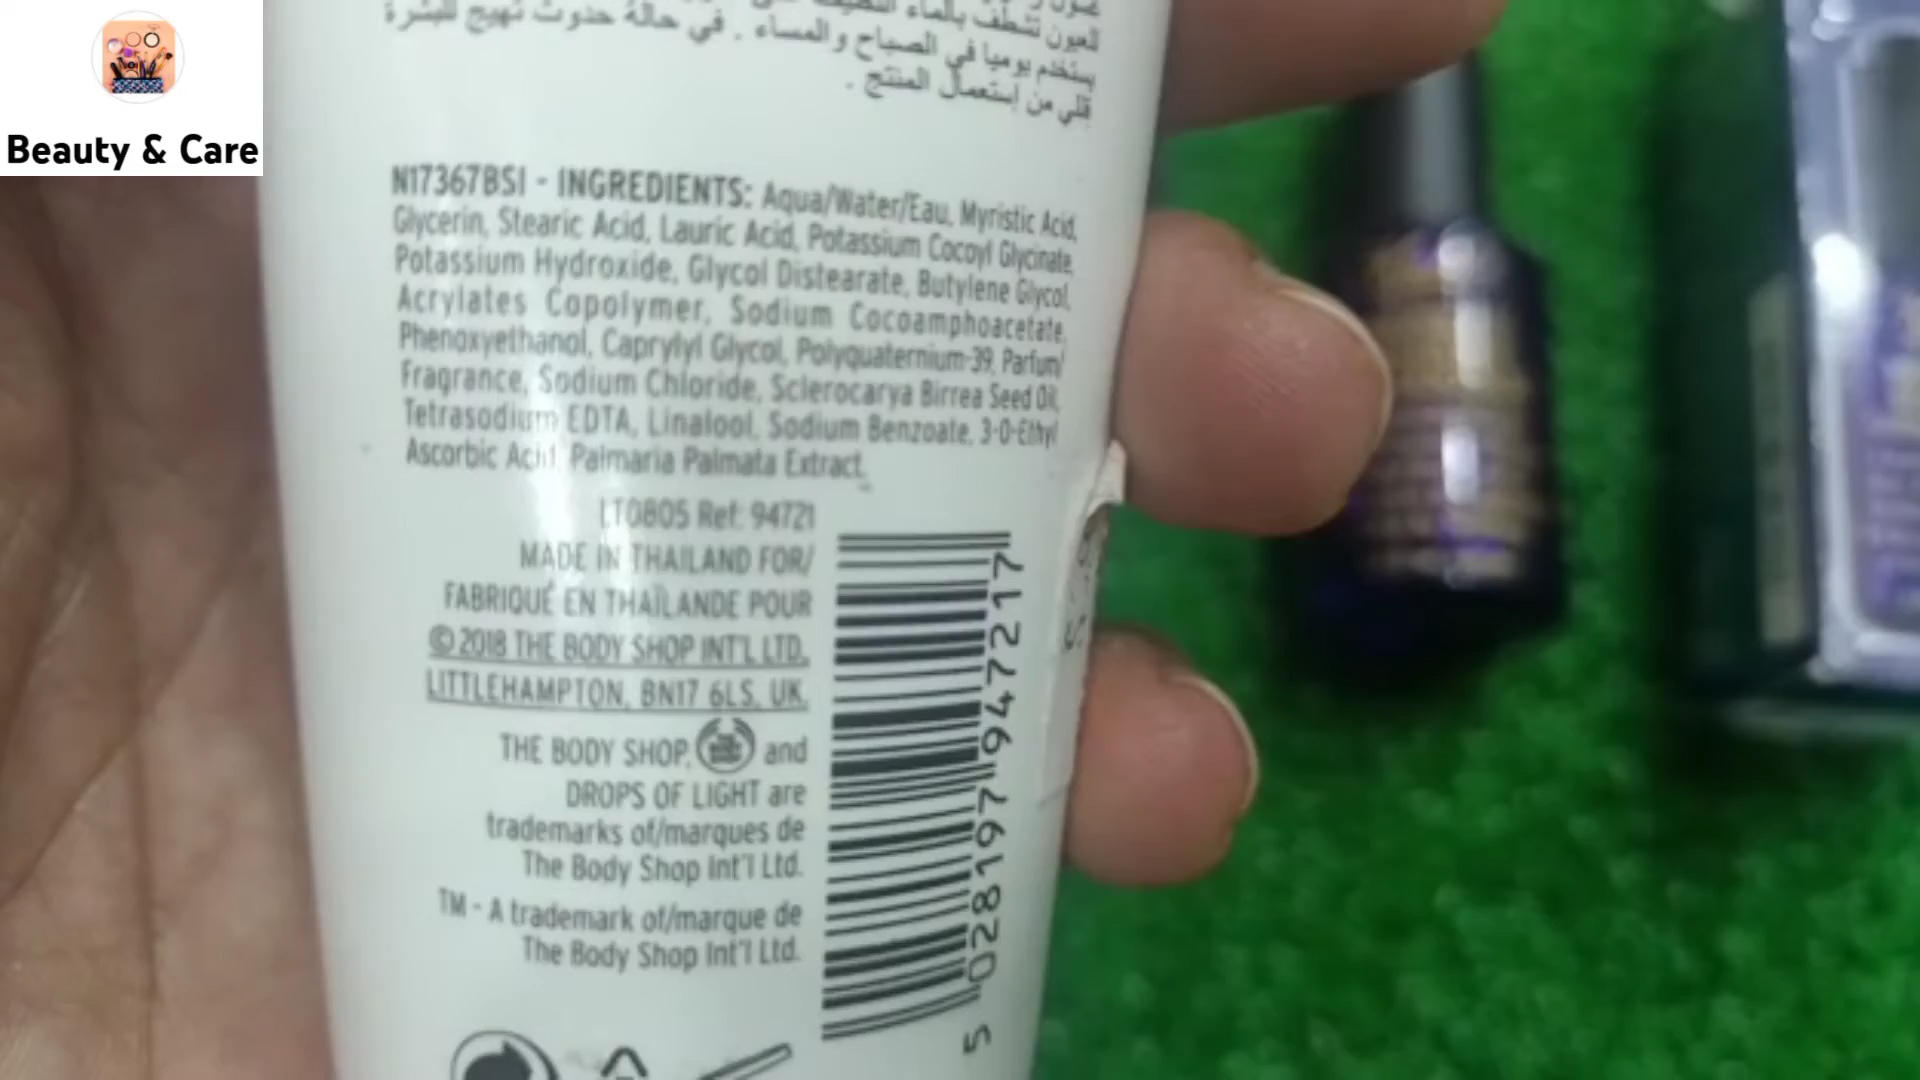 Beauty & Care
للعيون تشطف بالماء
يستخدم يوميا في الصباح والمساء . في حالة حدوث تهيج للبشرة
قلي من إستعمال المنتج .
N17367BSI - INGREDIENTS: Aqua/Water/Eau, Myristic Acid,
Glycerin, Stearic Acid, Lauric Acid, Potassium Cocoyl Glycinate,
Potassium Hydroxide, Glycol Distearate, Butylene Glycol,
Acrylates Copolymer, Sodium Cocoamphoacetate,
Phenoxyethanol, Caprylyl Glycol, Polyquaternium-39, Parfum/
Fragrance, Sodium Chloride, Sclerocarya Birrea Seed Oil,
Tetrasodium EDTA, Linalool, Sodium Benzoate, 3-O-Ethyl
Ascorbic Acid, Palmaria Palmata Extract.
LT0805 Ref: 94721
MADE IN THAILAND FOR/
FABRIQUÉ EN THAÏLANDE POUR
© 2018 THE BODY SHOP INT'L LTD.
LITTLEHAMPTON, BN17 6LS, UK.
THE BODY SHOP, and
DROPS OF LIGHT are
trademarks of/marques de
The Body Shop Int'l Ltd.
TM - A trademark of/marque de
The Body Shop Int'l Ltd.
5 028197 947217